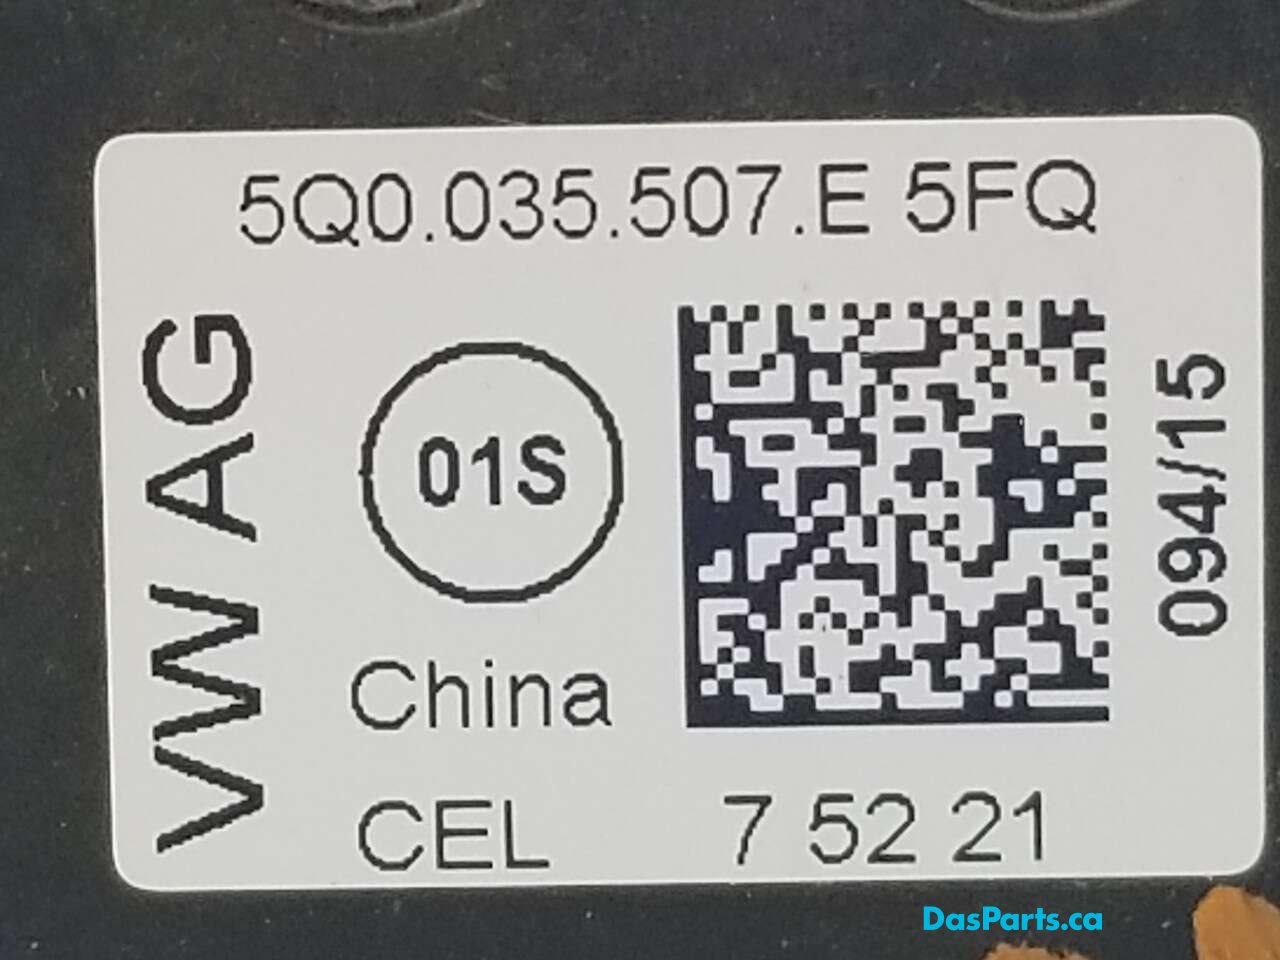 5Q0.035.507.E 5FQ
VW AG
01S
094/15
China
CEL 7 52 21
DasParts.ca